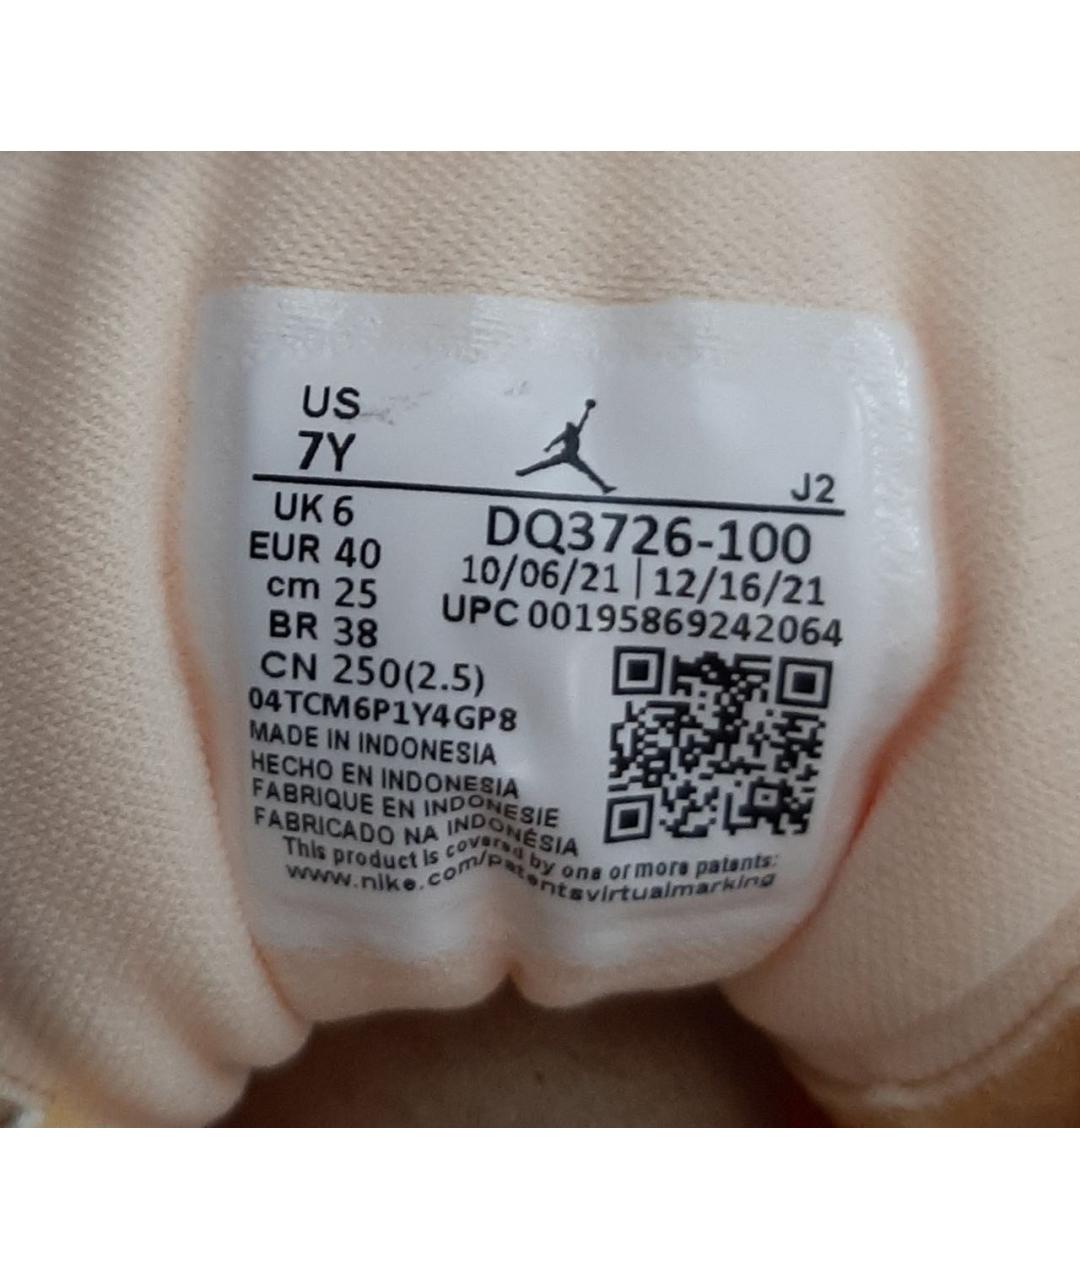 US
7Y
J2
UK 6
EUR 40
cm 25
BR 38
CN 250(2.5)
04TCM6P1Y4GP8
MADE IN INDONESIA
HECHO EN INDONESIA
FABRIQUE EN INDONESIE
FABRICADO NA INDONÉSIA
DQ3726-100
10/06/21 | 12/16/21
UPC 00195869242064
This product is covered by one or more patents:
www.nike.com/patentsvirtualmarking